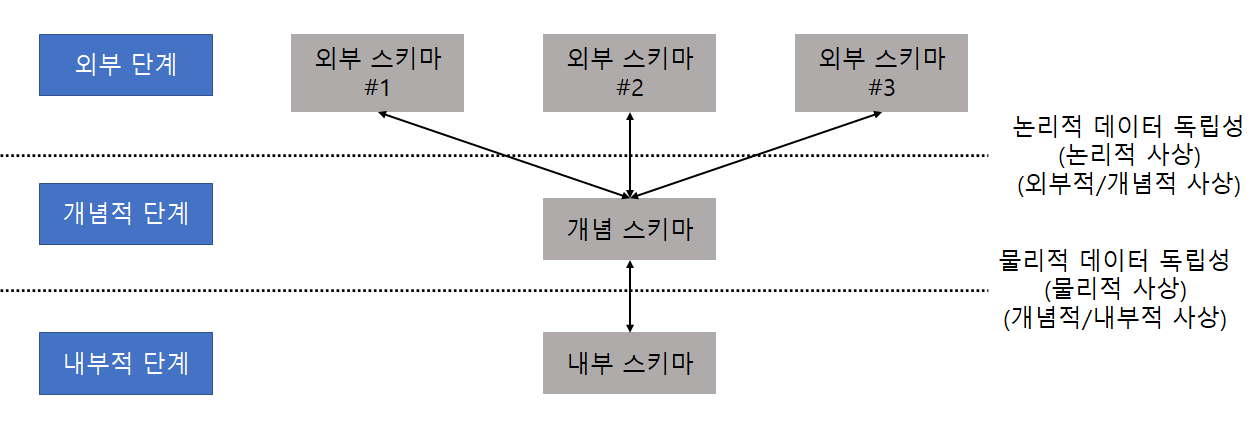 외부 단계
외부 스키마
#1
외부 스키마
#2
외부 스키마
#3
논리적 데이터 독립성
(논리적 사상)
(외부적/개념적 사상)
개념적 단계
개념 스키마
물리적 데이터 독립성
(물리적 사상)
(개념적/내부적 사상)
내부적 단계
내부 스키마